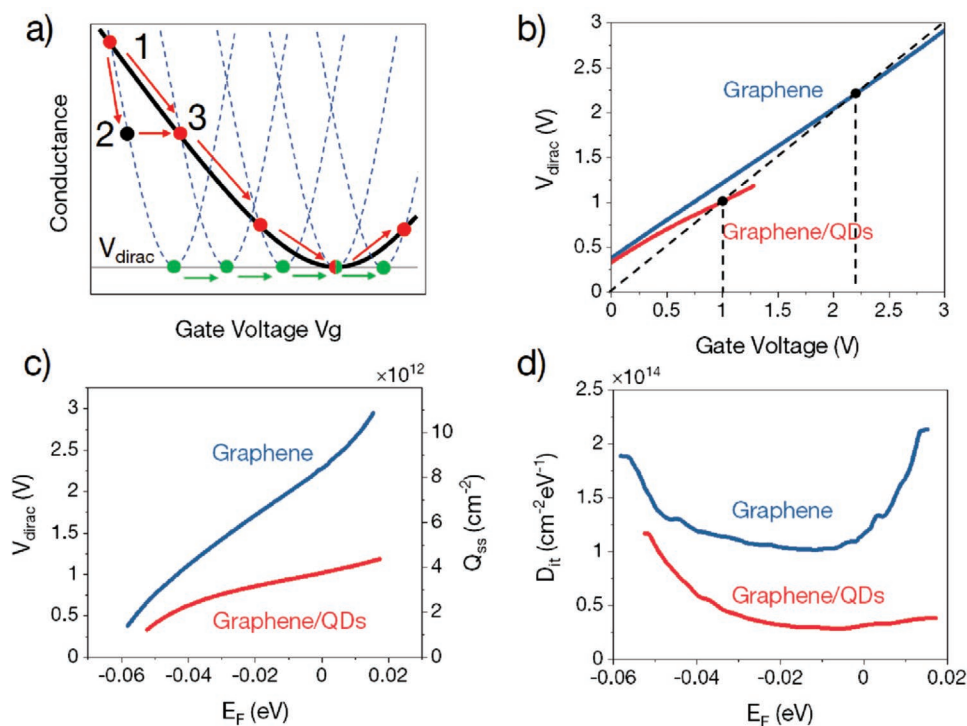 a)
1
2
3
Conductance
V_dirac
Gate Voltage Vg
b)
3
2.5
2
1.5
1
0.5
0
V_dirac (V)
Graphene
Graphene/QDs
0 0.5 1 1.5 2 2.5 3
Gate Voltage (V)
c)
×10¹²
3
2.5
2
1.5
1
0.5
0
V_dirac (V)
Graphene
Graphene/QDs
10
8
6
4
2
0
Q_ss (cm⁻²)
-0.06 -0.04 -0.02 0 0.02
E_F (eV)
d)
×10¹⁴
2.5
2
1.5
1
0.5
0
D_it (cm⁻²eV⁻¹)
Graphene
Graphene/QDs
-0.06 -0.04 -0.02 0 0.02
E_F (eV)